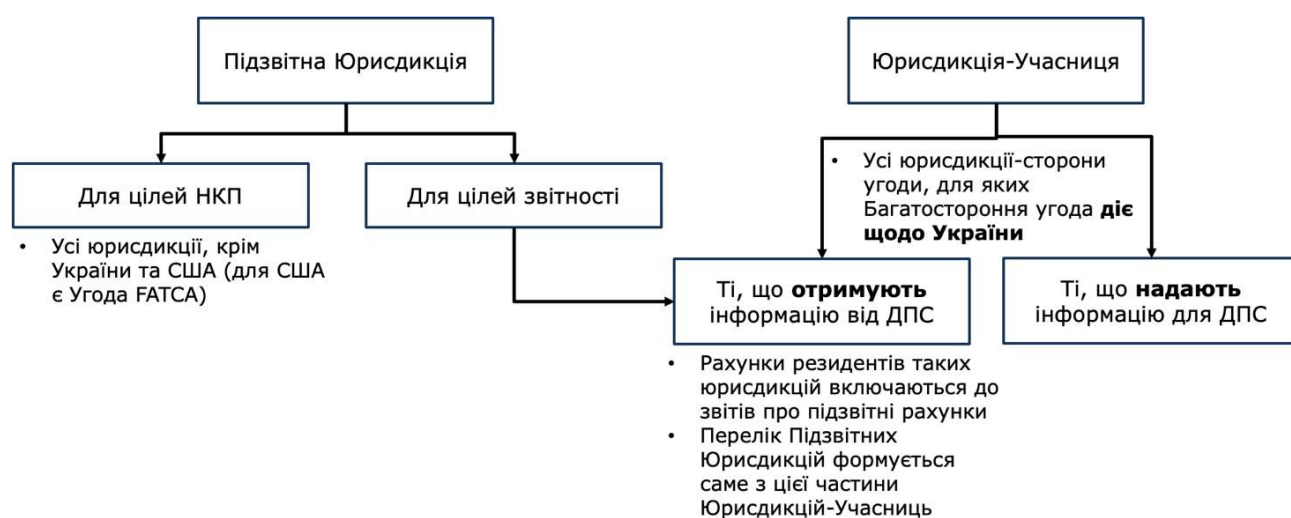 Підзвітна Юрисдикція
Юрисдикція-Учасниця
Для цілей НКП
Для цілей звітності
• Усі юрисдикції, крім
України та США (для США
є Угода FATCA)
• Усі юрисдикції-сторони
угоди, для яких
Багатостороння угода діє
щодо України
Ті, що отримують
інформацію від ДПС
Ті, що надають
інформацію для ДПС
• Рахунки резидентів таких
юрисдикцій включаються до
звітів про підзвітні рахунки
• Перелік Підзвітних
Юрисдикцій формується
саме з цієї частини
Юрисдикцій-Учасниць